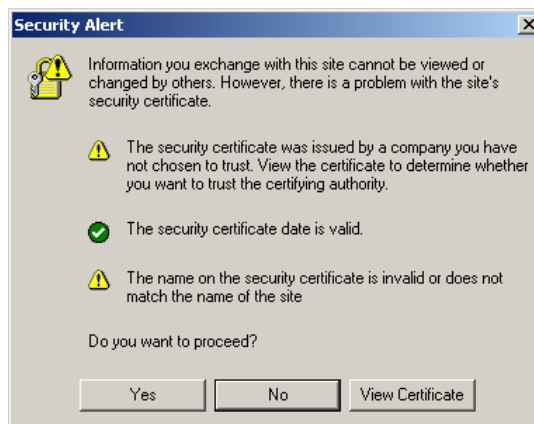 Security Alert
Information you exchange with this site cannot be viewed or
changed by others. However, there is a problem with the site's
security certificate.
The security certificate was issued by a company you have
not chosen to trust. View the certificate to determine whether
you want to trust the certifying authority.
The security certificate date is valid.
The name on the security certificate is invalid or does not
match the name of the site
Do you want to proceed?
Yes No View Certificate